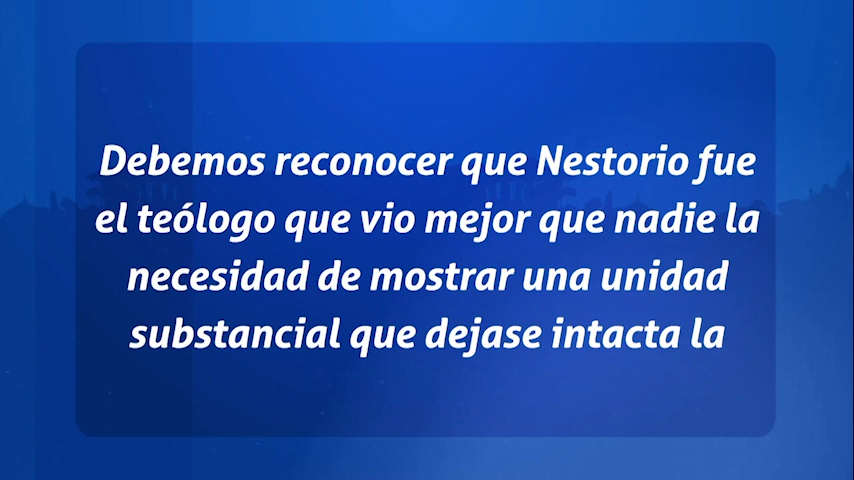 Debemos reconocer que Nestorio fue
el teólogo que vio mejor que nadie la
necesidad de mostrar una unidad
substancial que dejase intacta la